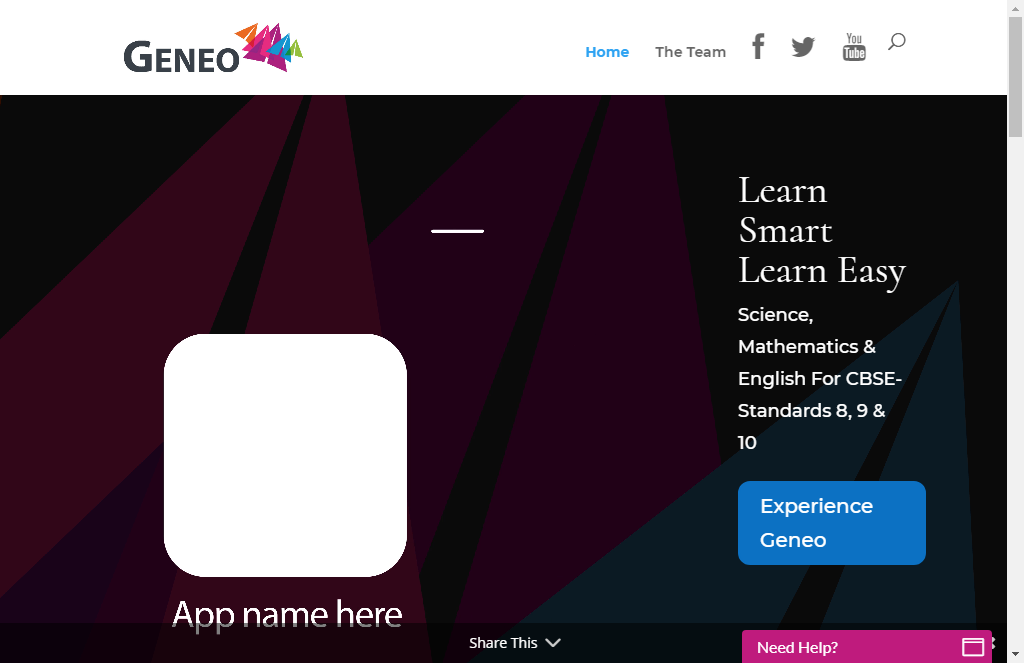 GENEO
Home
The Team
You
Tube
Learn
Smart
Learn Easy
Science,
Mathematics &
English For CBSE-
Standards 8, 9 &
10
Experience
Geneo
App name here
Share This
Need Help?